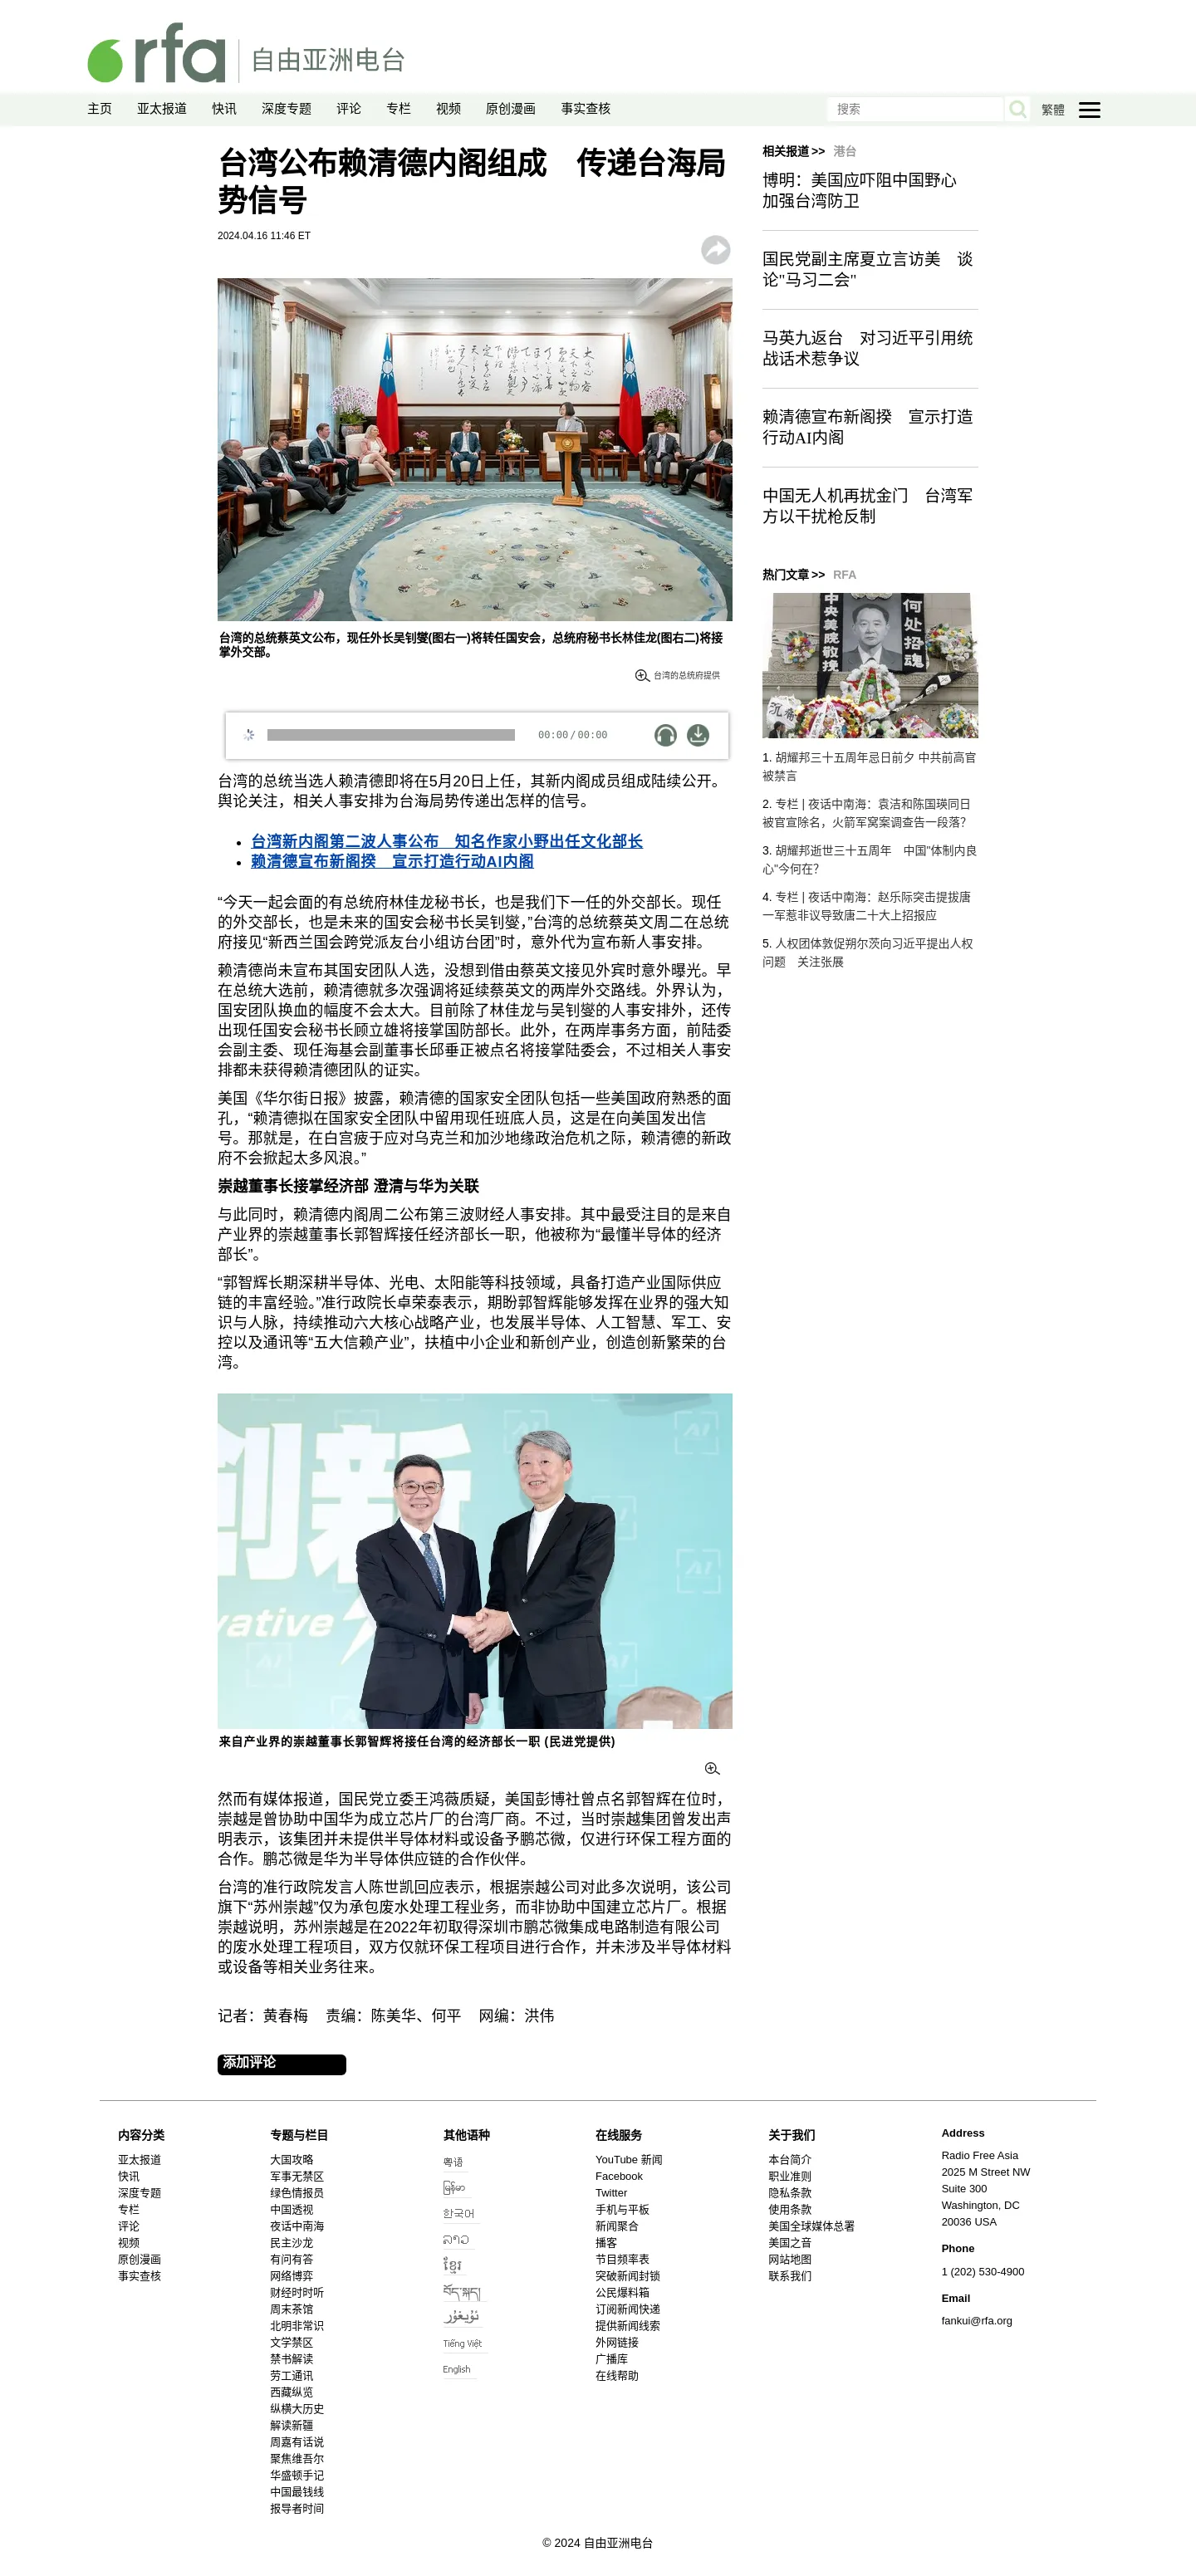 rfa 自由亚洲电台
主页 亚太报道 快讯 深度专题 评论 专栏 视频 原创漫画 事实查核 搜索 繁體
台湾公布赖清德内阁组成　传递台海局
势信号
2024.04.16 11:46 ET
台湾的总统蔡英文公布，现任外长吴钊燮(图右一)将转任国安会，总统府秘书长林佳龙(图右二)将接
掌外交部。
台湾的总统府提供
00:00 / 00:00
台湾的总统当选人赖清德即将在5月20日上任，其新内阁成员组成陆续公开。
舆论关注，相关人事安排为台海局势传递出怎样的信号。
台湾新内阁第二波人事公布　知名作家小野出任文化部长
赖清德宣布新阁揆　宣示打造行动AI内阁
“今天一起会面的有总统府林佳龙秘书长，也是我们下一任的外交部长。现任
的外交部长，也是未来的国安会秘书长吴钊燮，”台湾的总统蔡英文周二在总统
府接见“新西兰国会跨党派友台小组访台团”时，意外代为宣布新人事安排。
赖清德尚未宣布其国安团队人选，没想到借由蔡英文接见外宾时意外曝光。早
在总统大选前，赖清德就多次强调将延续蔡英文的两岸外交路线。外界认为，
国安团队换血的幅度不会太大。目前除了林佳龙与吴钊燮的人事安排外，还传
出现任国安会秘书长顾立雄将接掌国防部长。此外，在两岸事务方面，前陆委
会副主委、现任海基会副董事长邱垂正被点名将接掌陆委会，不过相关人事安
排都未获得赖清德团队的证实。
美国《华尔街日报》披露，赖清德的国家安全团队包括一些美国政府熟悉的面
孔，“赖清德拟在国家安全团队中留用现任班底人员，这是在向美国发出信
号。那就是，在白宫疲于应对乌克兰和加沙地缘政治危机之际，赖清德的新政
府不会掀起太多风浪。”
崇越董事长接掌经济部 澄清与华为关联
与此同时，赖清德内阁周二公布第三波财经人事安排。其中最受注目的是来自
产业界的崇越董事长郭智辉接任经济部长一职，他被称为“最懂半导体的经济
部长”。
“郭智辉长期深耕半导体、光电、太阳能等科技领域，具备打造产业国际供应
链的丰富经验。”准行政院长卓荣泰表示，期盼郭智辉能够发挥在业界的强大知
识与人脉，持续推动六大核心战略产业，也发展半导体、人工智慧、军工、安
控以及通讯等“五大信赖产业”，扶植中小企业和新创产业，创造创新繁荣的台
湾。
創新
vative
AI
来自产业界的崇越董事长郭智辉将接任台湾的经济部长一职 (民进党提供)
然而有媒体报道，国民党立委王鸿薇质疑，美国彭博社曾点名郭智辉在位时，
崇越是曾协助中国华为成立芯片厂的台湾厂商。不过，当时崇越集团曾发出声
明表示，该集团并未提供半导体材料或设备予鹏芯微，仅进行环保工程方面的
合作。鹏芯微是华为半导体供应链的合作伙伴。
台湾的准行政院发言人陈世凯回应表示，根据崇越公司对此多次说明，该公司
旗下“苏州崇越”仅为承包废水处理工程业务，而非协助中国建立芯片厂。根据
崇越说明，苏州崇越是在2022年初取得深圳市鹏芯微集成电路制造有限公司
的废水处理工程项目，双方仅就环保工程项目进行合作，并未涉及半导体材料
或设备等相关业务往来。
记者：黄春梅　责编：陈美华、何平　网编：洪伟
添加评论
相关报道 >> 港台
博明：美国应吓阻中国野心
加强台湾防卫
国民党副主席夏立言访美　谈
论"马习二会"
马英九返台　对习近平引用统
战话术惹争议
赖清德宣布新阁揆　宣示打造
行动AI内阁
中国无人机再扰金门　台湾军
方以干扰枪反制
热门文章 >> RFA
中央美院敬挽
何处招魂
1. 胡耀邦三十五周年忌日前夕 中共前高官
被禁言
2. 专栏 | 夜话中南海：袁洁和陈国瑛同日
被官宣除名，火箭军窝案调查告一段落？
3. 胡耀邦逝世三十五周年　中国"体制内良
心"今何在？
4. 专栏 | 夜话中南海：赵乐际突击提拔唐
一军惹非议导致唐二十大上招报应
5. 人权团体敦促朔尔茨向习近平提出人权
问题　关注张展
内容分类
亚太报道
快讯
深度专题
专栏
评论
视频
原创漫画
事实查核
专题与栏目
大国攻略
军事无禁区
绿色情报员
中国透视
夜话中南海
民主沙龙
有问有答
网络博弈
财经时时听
周末茶馆
北明非常识
文学禁区
禁书解读
劳工通讯
西藏纵览
纵横大历史
解读新疆
周嘉有话说
聚焦维吾尔
华盛顿手记
中国最钱线
报导者时间
其他语种
粤语
မြန်မာ
한국어
ລາວ
ខ្មែរ
བོད་སྐད།
ئۇيغۇر
Tiếng Việt
English
在线服务
YouTube 新闻
Facebook
Twitter
手机与平板
新闻聚合
播客
节目频率表
突破新闻封锁
公民爆料箱
订阅新闻快递
提供新闻线索
外网链接
广播库
在线帮助
关于我们
本台简介
职业准则
隐私条款
使用条款
美国全球媒体总署
美国之音
网站地图
联系我们
Address
Radio Free Asia
2025 M Street NW
Suite 300
Washington, DC
20036 USA
Phone
1 (202) 530-4900
Email
fankui@rfa.org
© 2024 自由亚洲电台